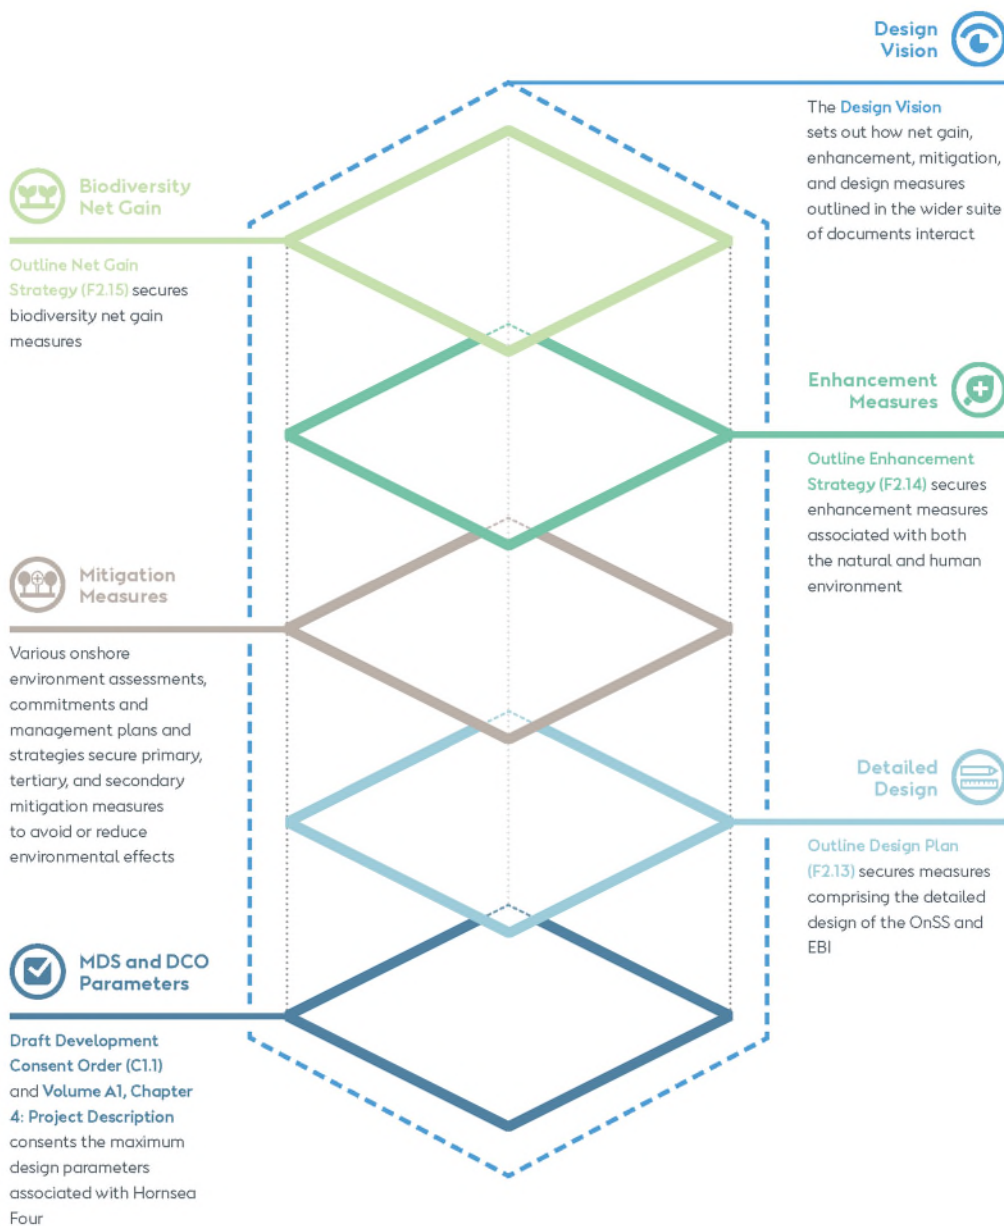 Design
Vision
The Design Vision
sets out how net gain,
enhancement, mitigation,
and design measures
outlined in the wider suite
of documents interact
Biodiversity
Net Gain
Outline Net Gain
Strategy (F2.15) secures
biodiversity net gain
measures
Enhancement
Measures
Outline Enhancement
Strategy (F2.14) secures
enhancement measures
associated with both
the natural and human
environment
Mitigation
Measures
Various onshore
environment assessments,
commitments and
management plans and
strategies secure primary,
tertiary, and secondary
mitigation measures
to avoid or reduce
environmental effects
Detailed
Design
Outline Design Plan
(F2.13) secures measures
comprising the detailed
design of the OnSS and
EBI
MDS and DCO
Parameters
Draft Development
Consent Order (C1.1)
and Volume A1, Chapter
4: Project Description
consents the maximum
design parameters
associated with Hornsea
Four